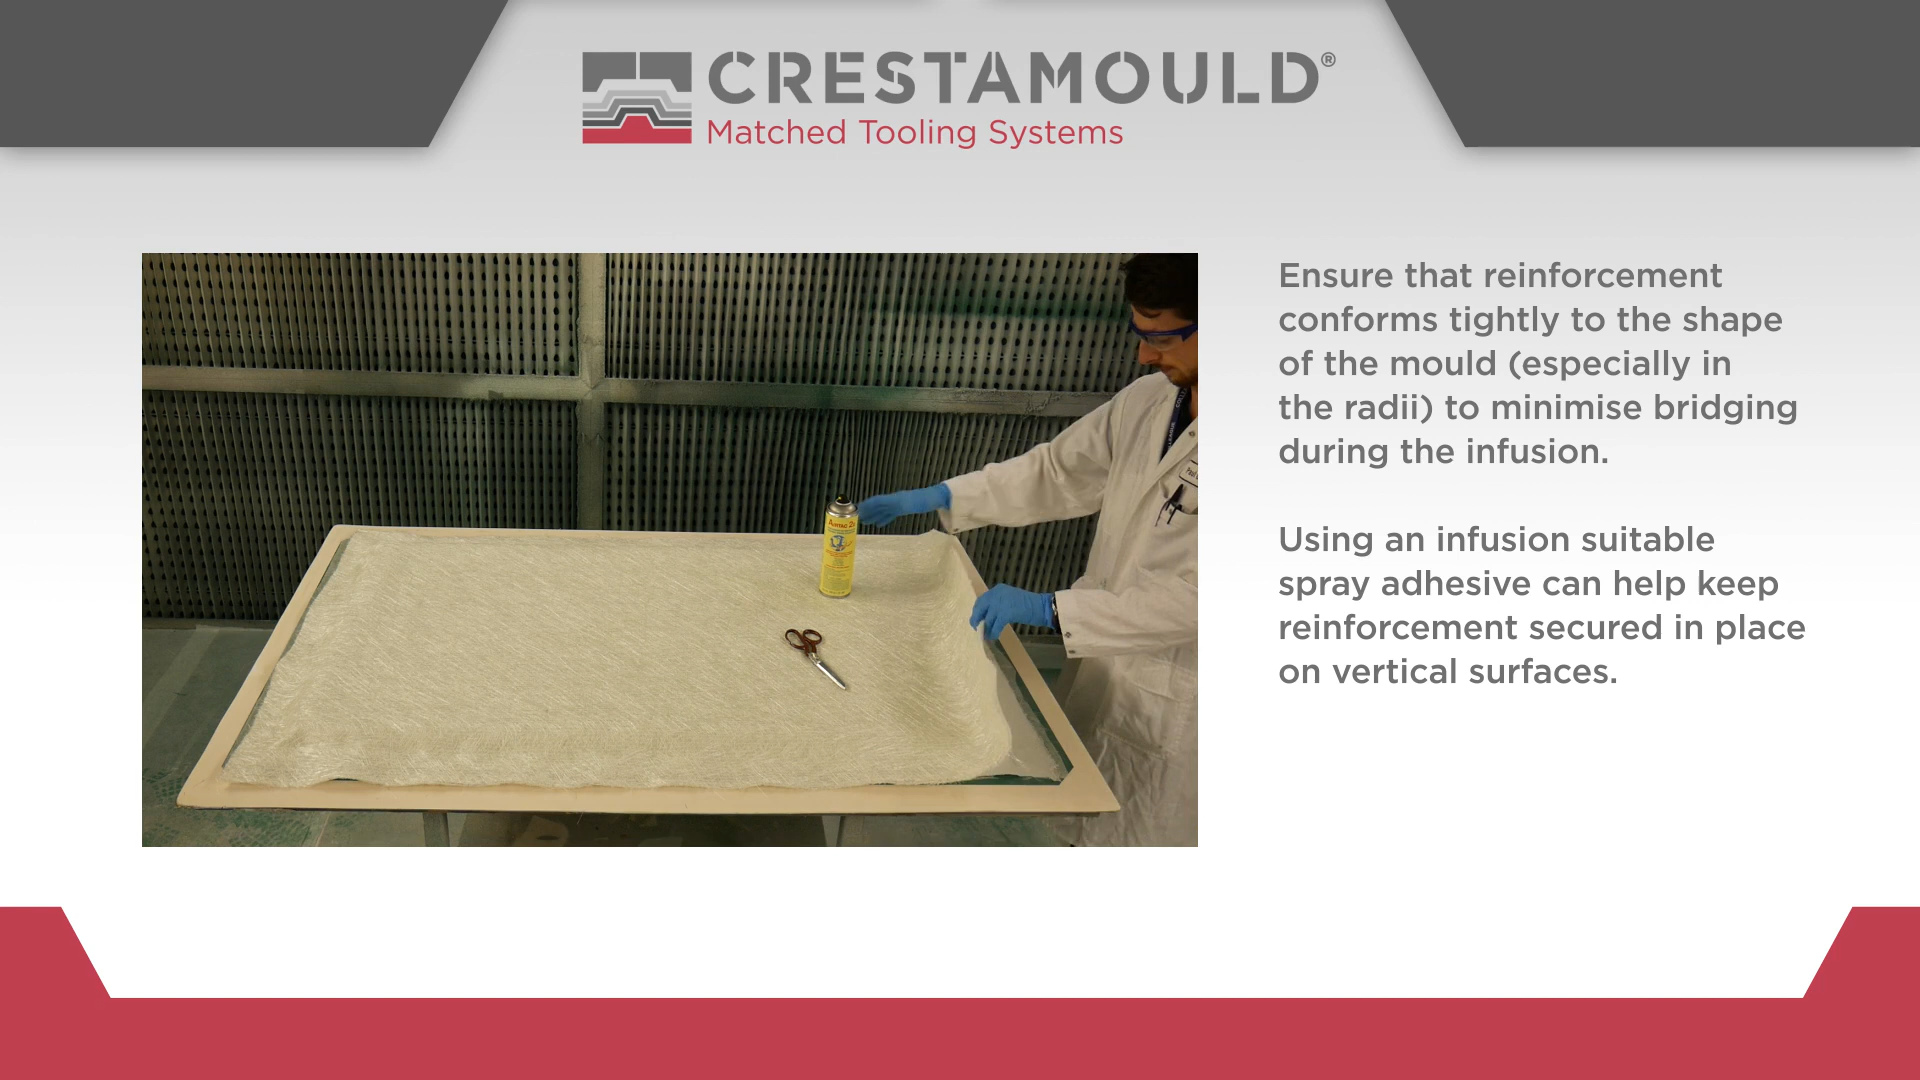 CRESTAMOULD®
Matched Tooling Systems
Ensure that reinforcement
conforms tightly to the shape
of the mould (especially in
the radii) to minimise bridging
during the infusion.
Using an infusion suitable
spray adhesive can help keep
reinforcement secured in place
on vertical surfaces.